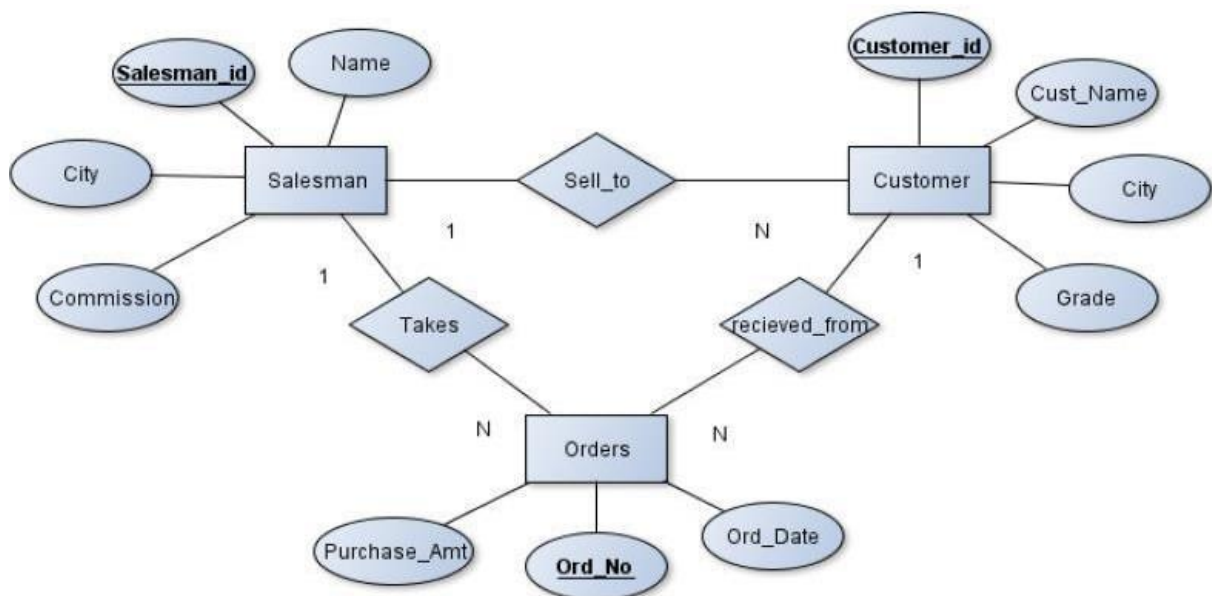 Customer_id
Name
Salesman_id
Cust_Name
City
Salesman
Sell_to
Customer
City
1
N
1
1
Commission
Grade
Takes
recieved_from
N
N
Orders
Purchase_Amt
Ord_Date
Ord_No